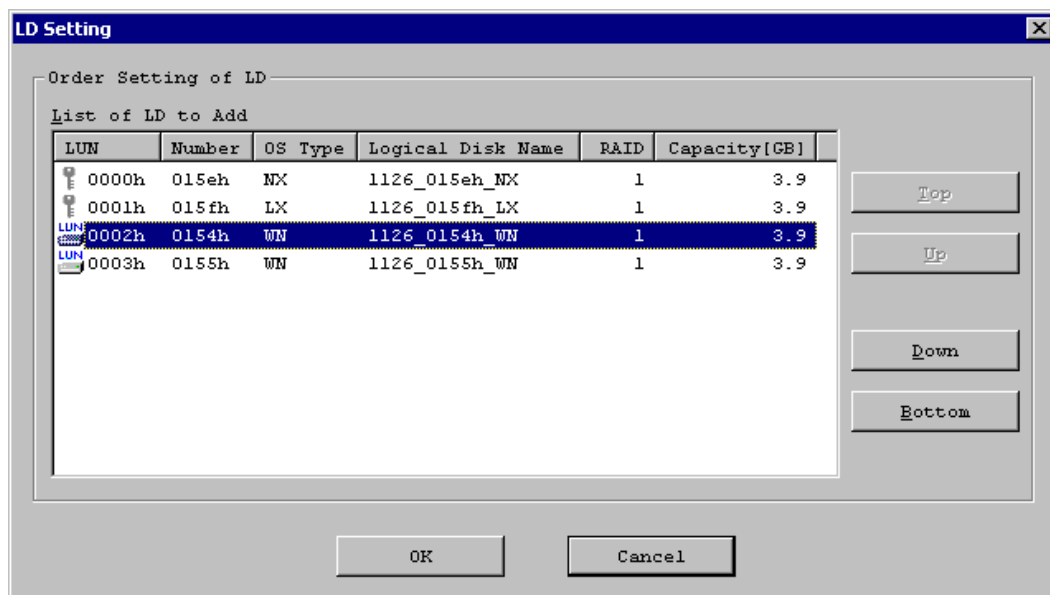 LD Setting
Order Setting of LD
List of LD to Add
LUN Number OS Type Logical Disk Name RAID Capacity[GB]
0000h 015eh NX 1126_015eh_NX 1 3.9
0001h 015fh LX 1126_015fh_LX 1 3.9
LUN 0002h 0154h WN 1126_0154h_WN 1 3.9
LUN 0003h 0155h WN 1126_0155h_WN 1 3.9
Top
Up
Down
Bottom
OK Cancel